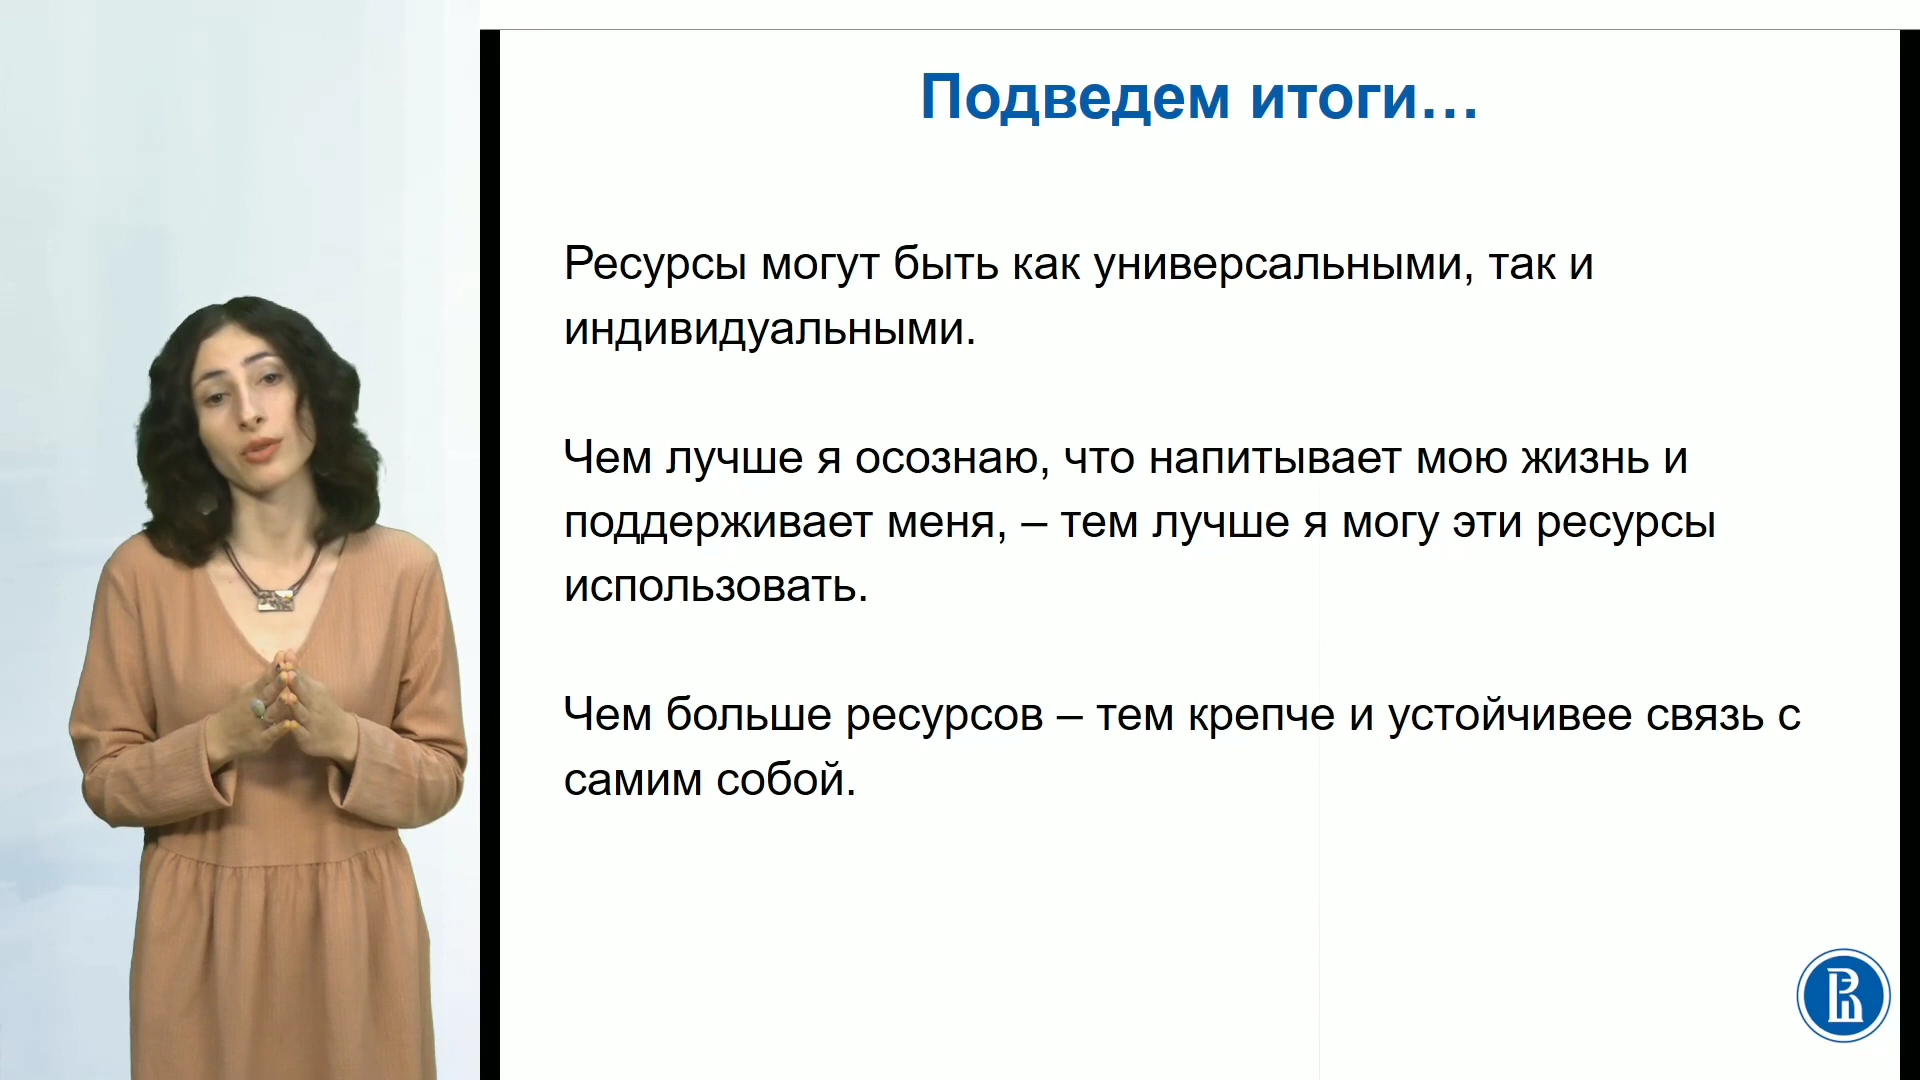 Подведем итоги…
Ресурсы могут быть как универсальными, так и
индивидуальными.
Чем лучше я осознаю, что напитывает мою жизнь и
поддерживает меня, – тем лучше я могу эти ресурсы
использовать.
Чем больше ресурсов – тем крепче и устойчивее связь с
самим собой.